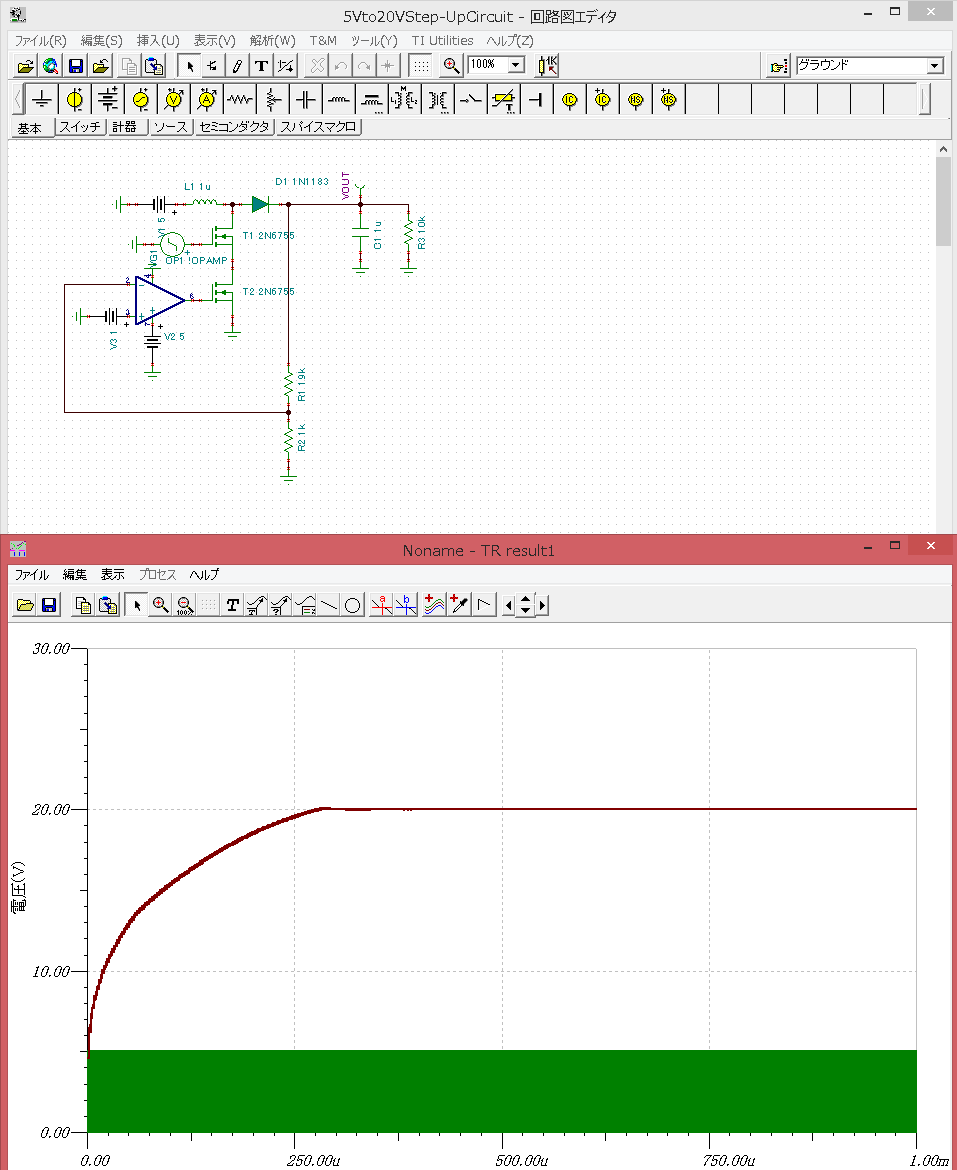 5Vto20VStep-UpCircuit - 回路図エディタ
ファイル(R) 編集(S) 挿入(U) 表示(V) 解析(W) T&M ツール(Y) TI Utilities ヘルプ(Z)
100%
グラウンド
基本 スイッチ 計器 ソース セミコンダクタ スパイスマクロ
L1 1u
D1 1N1183
VOUT
V1 5
T1 2N6755
C1 1u
R3 10k
VG1
OP1 !OPAMP
T2 2N6755
2
4
6
3
7
V3 1
V2 5
R1 19k
R2 1k
Noname - TR result1
ファイル 編集 表示 プロセス ヘルプ
100%
T
a
b
30.00
20.00
電圧(V)
10.00
0.00
0.00 250.00u 500.00u 750.00u 1.00m